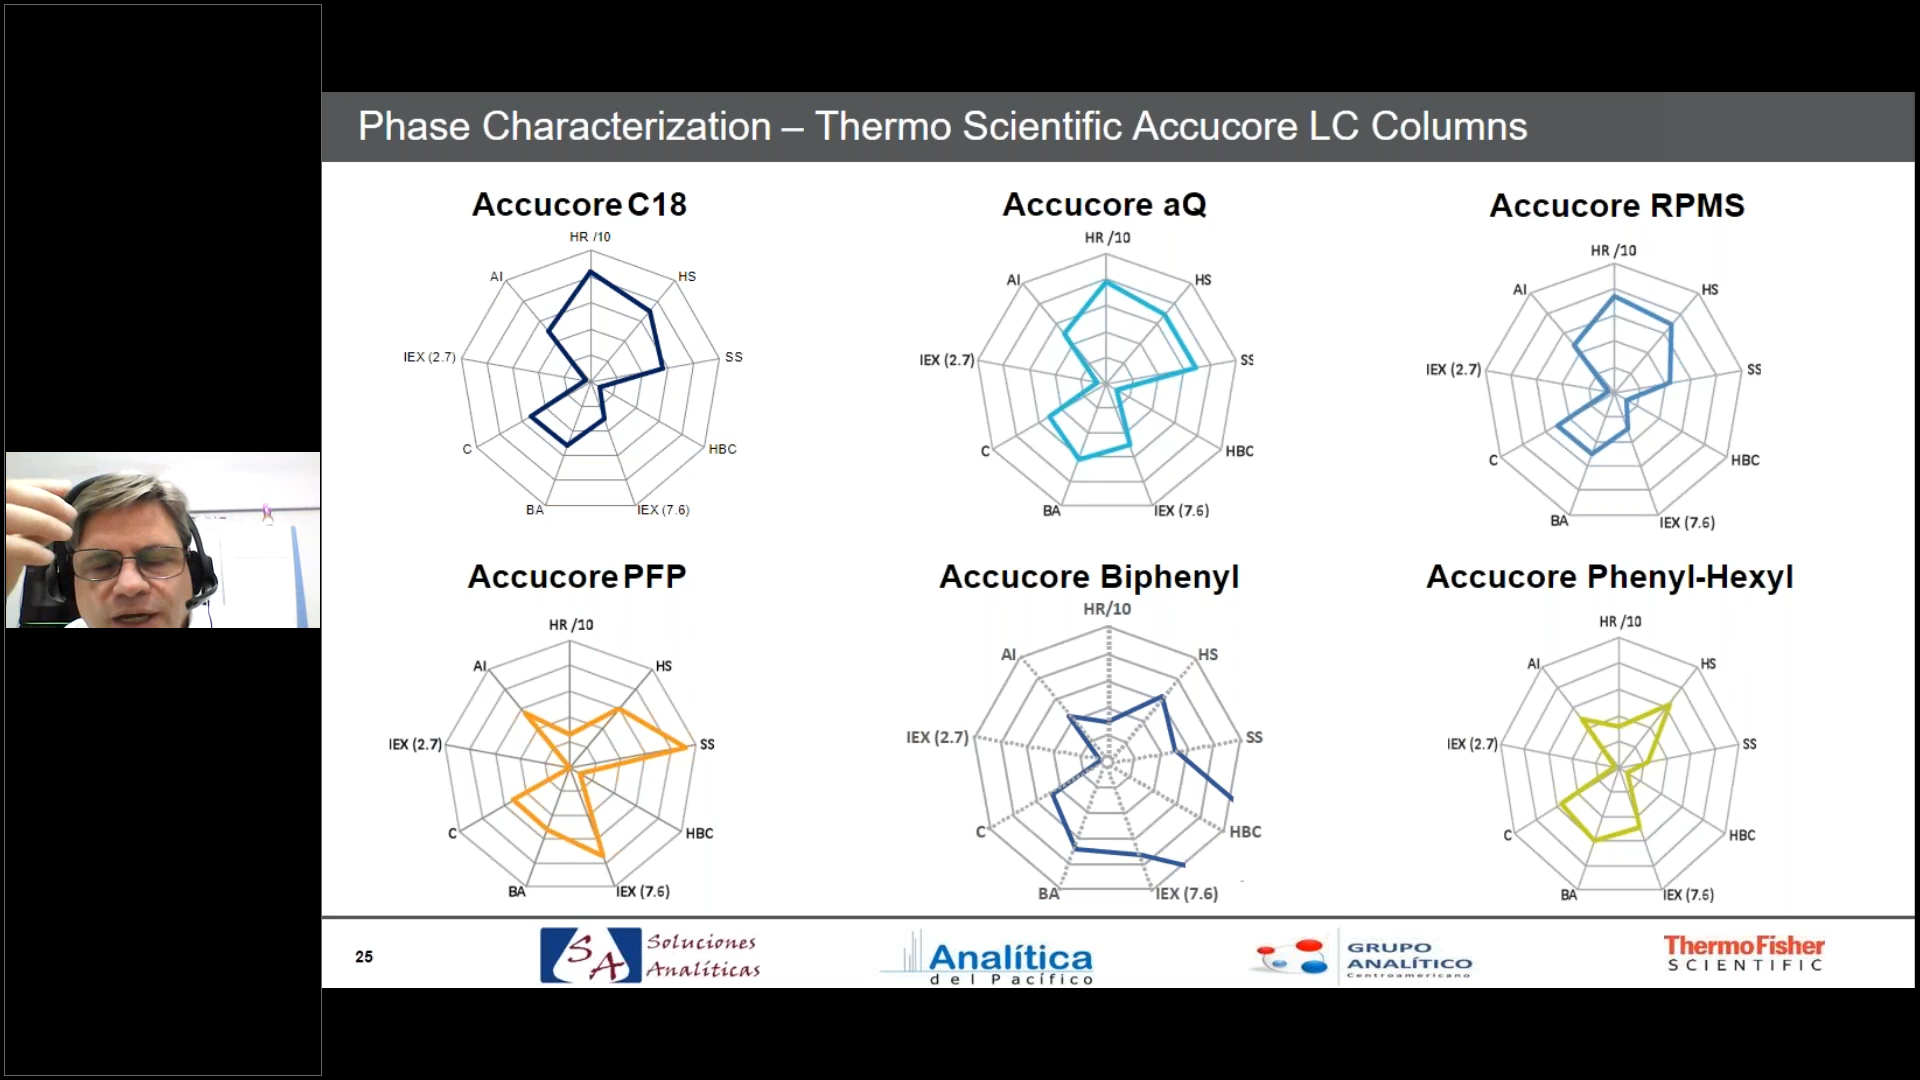 Phase Characterization – Thermo Scientific Accucore LC Columns
Accucore C18
HR /10
HS
SS
HBC
IEX (7.6)
BA
C
IEX (2.7)
AI
Accucore aQ
HR /10
HS
SS
HBC
IEX (7.6)
BA
C
IEX (2.7)
AI
Accucore RPMS
HR /10
HS
SS
HBC
IEX (7.6)
BA
C
IEX (2.7)
AI
Accucore PFP
HR /10
HS
SS
HBC
IEX (7.6)
BA
C
IEX (2.7)
AI
Accucore Biphenyl
HR/10
HS
SS
HBC
IEX (7.6)
BA
C
IEX (2.7)
AI
Accucore Phenyl-Hexyl
HR /10
HS
SS
HBC
IEX (7.6)
BA
C
IEX (2.7)
AI
25
SA
Soluciones
Analíticas
Analítica
del Pacífico
GRUPO
ANALÍTICO
Centroamericano
ThermoFisher
SCIENTIFIC